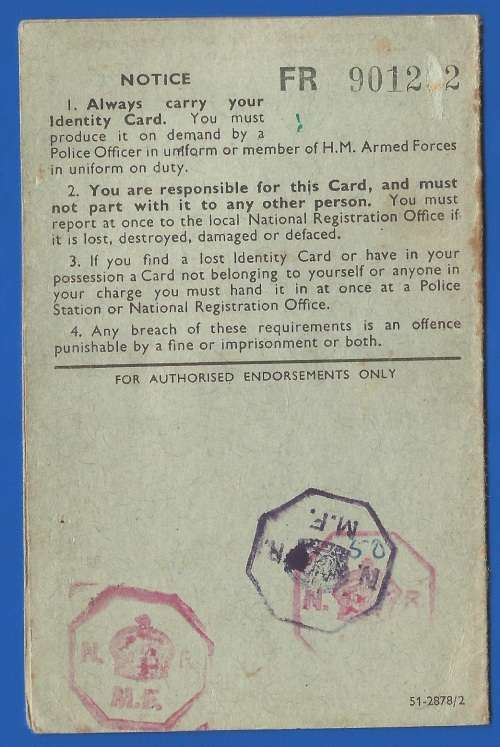 NOTICE
FR 9012 2
1. Always carry your
Identity Card. You must
produce it on demand by a
Police Officer in uniform or member of H.M. Armed Forces
in uniform on duty.
2. You are responsible for this Card, and must
not part with it to any other person. You must
report at once to the local National Registration Office if
it is lost, destroyed, damaged or defaced.
3. If you find a lost Identity Card or have in your
possession a Card not belonging to yourself or anyone in
your charge you must hand it in at once at a Police
Station or National Registration Office.
4. Any breach of these requirements is an offence
punishable by a fine or imprisonment or both.
FOR AUTHORISED ENDORSEMENTS ONLY
N. R.
M.F.
N. R
N. R.
M.F.
51-2878/2